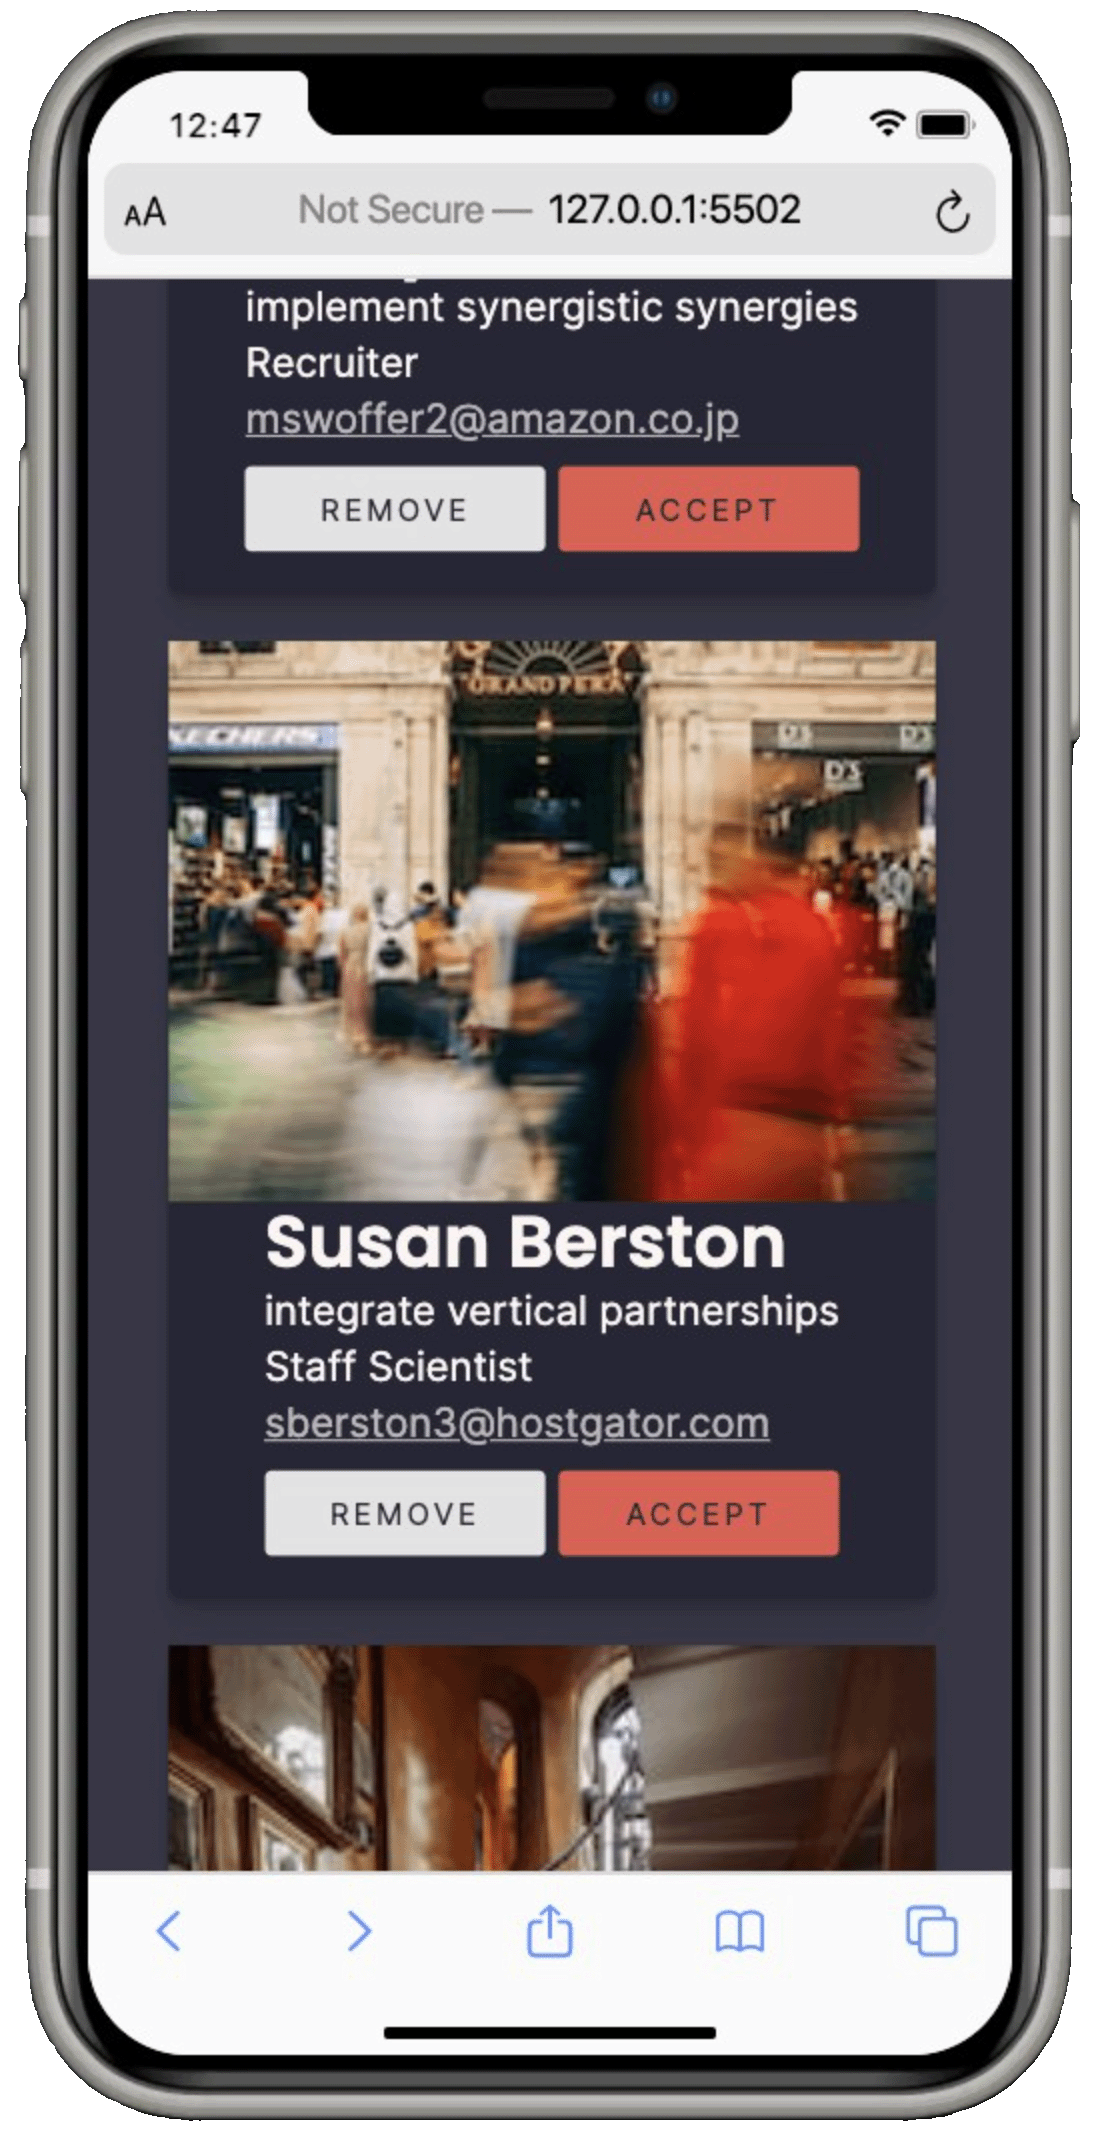 12:47
AA Not Secure — 127.0.0.1:5502
implement synergistic synergies
Recruiter
mswoffer2@amazon.co.jp
REMOVE ACCEPT
GRAND PERA
SKECHERS
D'S D'S
D'S
Susan Berston
integrate vertical partnerships
Staff Scientist
sberston3@hostgator.com
REMOVE ACCEPT